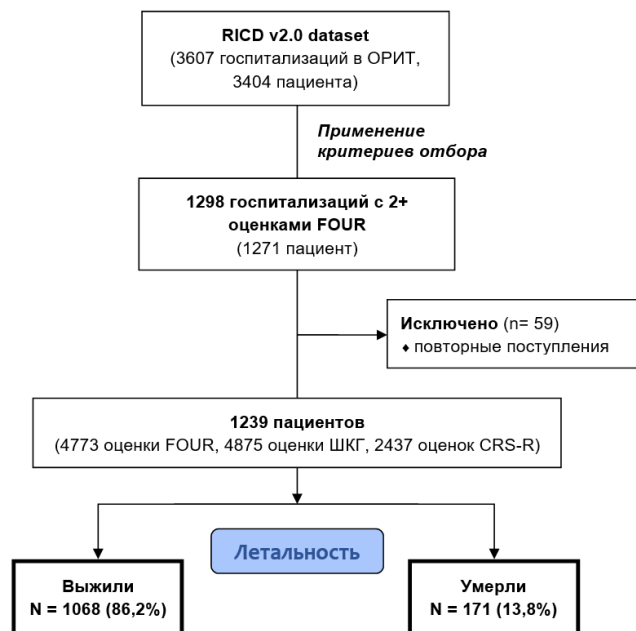 RICD v2.0 dataset
(3607 госпитализаций в ОРИТ,
3404 пациента)
Применение
критериев отбора
1298 госпитализаций с 2+
оценками FOUR
(1271 пациент)
Исключено (n= 59)
♦ повторные поступления
1239 пациентов
(4773 оценки FOUR, 4875 оценки ШКГ, 2437 оценок CRS-R)
Летальность
Выжили
N = 1068 (86,2%)
Умерли
N = 171 (13,8%)